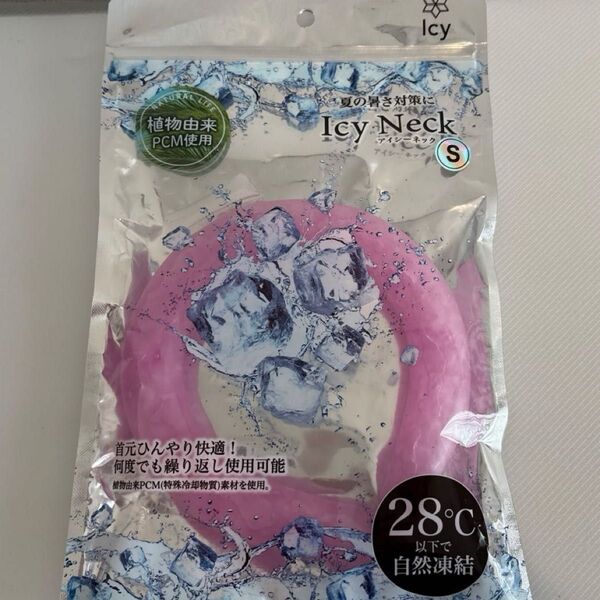 Icy
NATURAL LIFE
植物由来
PCM使用
夏の暑さ対策に
Icy Neck
アイシーネック
S
首元ひんやり快適!
何度でも繰り返し使用可能
植物由来PCM(特殊冷却物質)素材を使用。
28℃
以下で
自然凍結